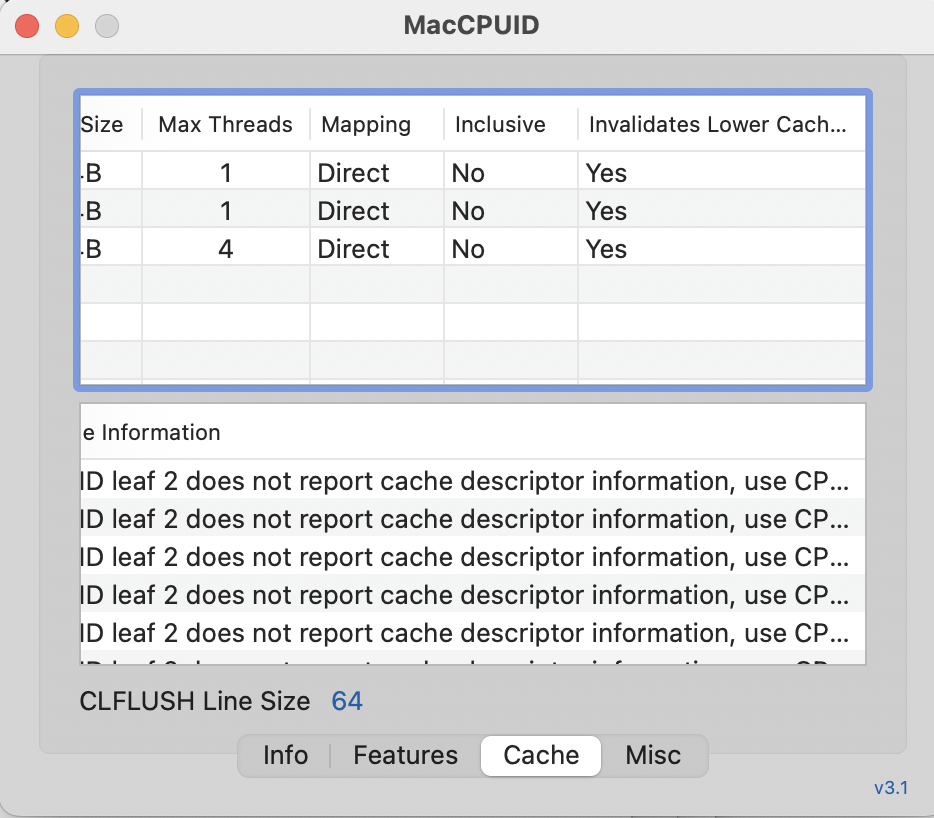 MacCPUID
Size Max Threads Mapping Inclusive Invalidates Lower Cach...
B 1 Direct No Yes
B 1 Direct No Yes
B 4 Direct No Yes
e Information
ID leaf 2 does not report cache descriptor information, use CP...
ID leaf 2 does not report cache descriptor information, use CP...
ID leaf 2 does not report cache descriptor information, use CP...
ID leaf 2 does not report cache descriptor information, use CP...
ID leaf 2 does not report cache descriptor information, use CP...
CLFLUSH Line Size 64
Info Features Cache Misc
v3.1